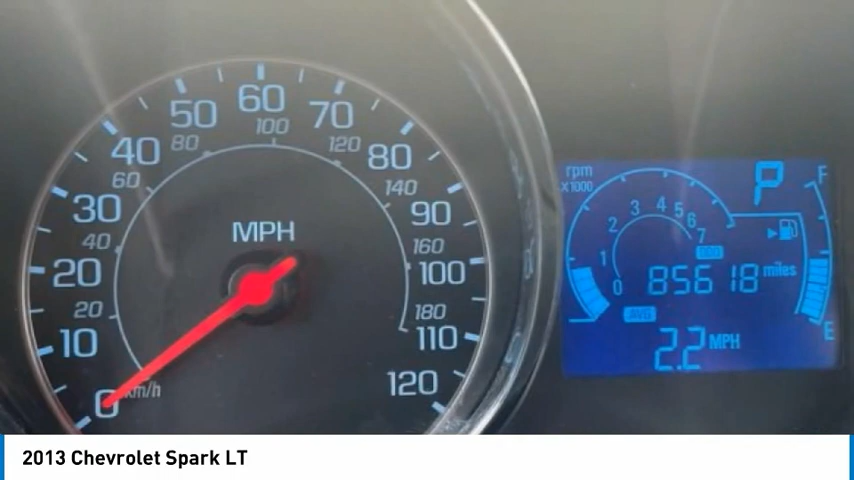 MPH
0 10 20 30 40 50 60 70 80 90 100 110 120
km/h
20 40 60 80 100 120 140 160 180
rpm
X1000
0 1 2 3 4 5 6 7
P
F
E
ODO
85618 miles
AVG
2.2 MPH
2013 Chevrolet Spark LT